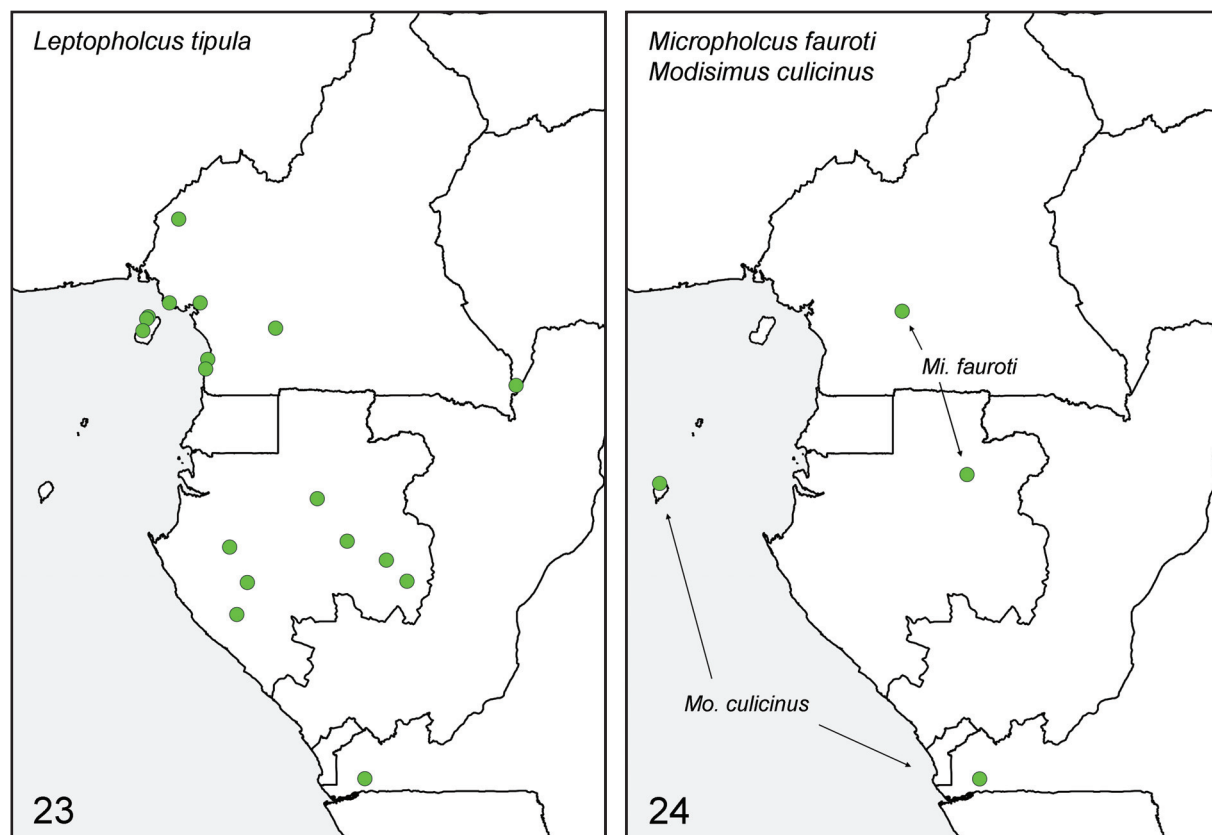 Leptopholcus tipula
23
Micropholcus fauroti
Modisimus culicinus
Mi. fauroti
Mo. culicinus
24